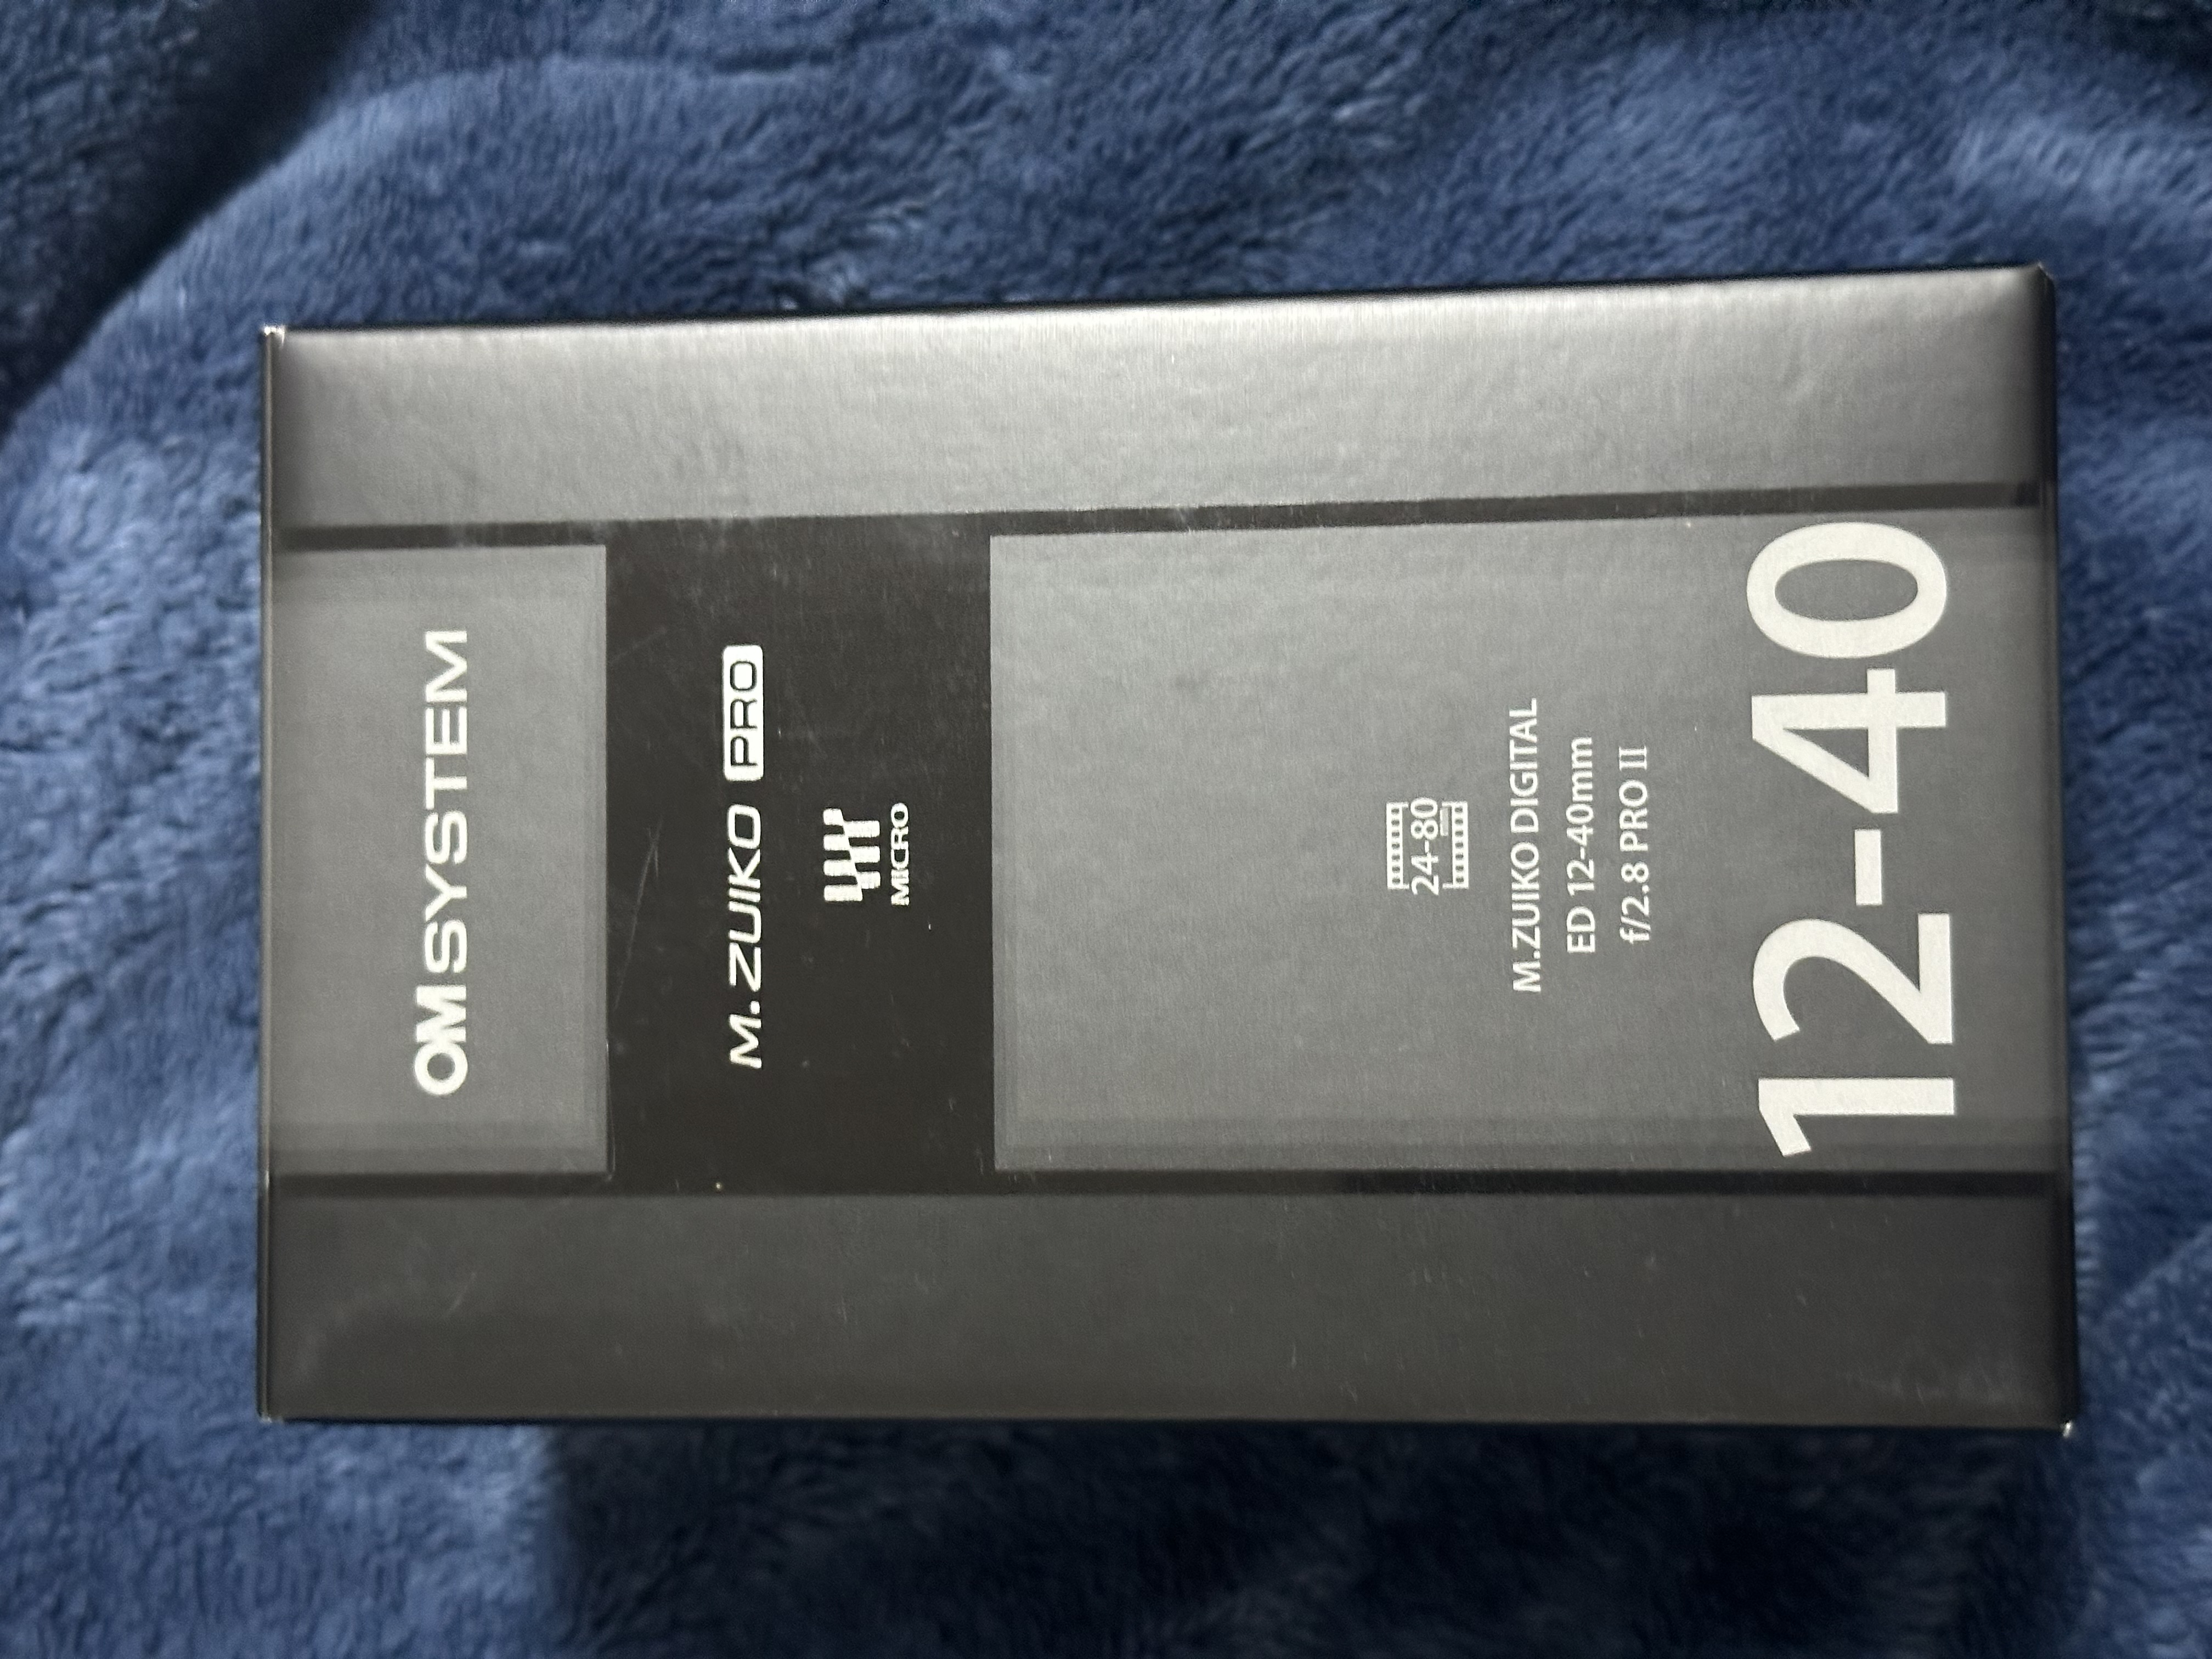 OM SYSTEM
M.ZUIKO PRO
MICRO
24-80
M.ZUIKO DIGITAL
ED 12-40mm
f/2.8 PRO II
12-40